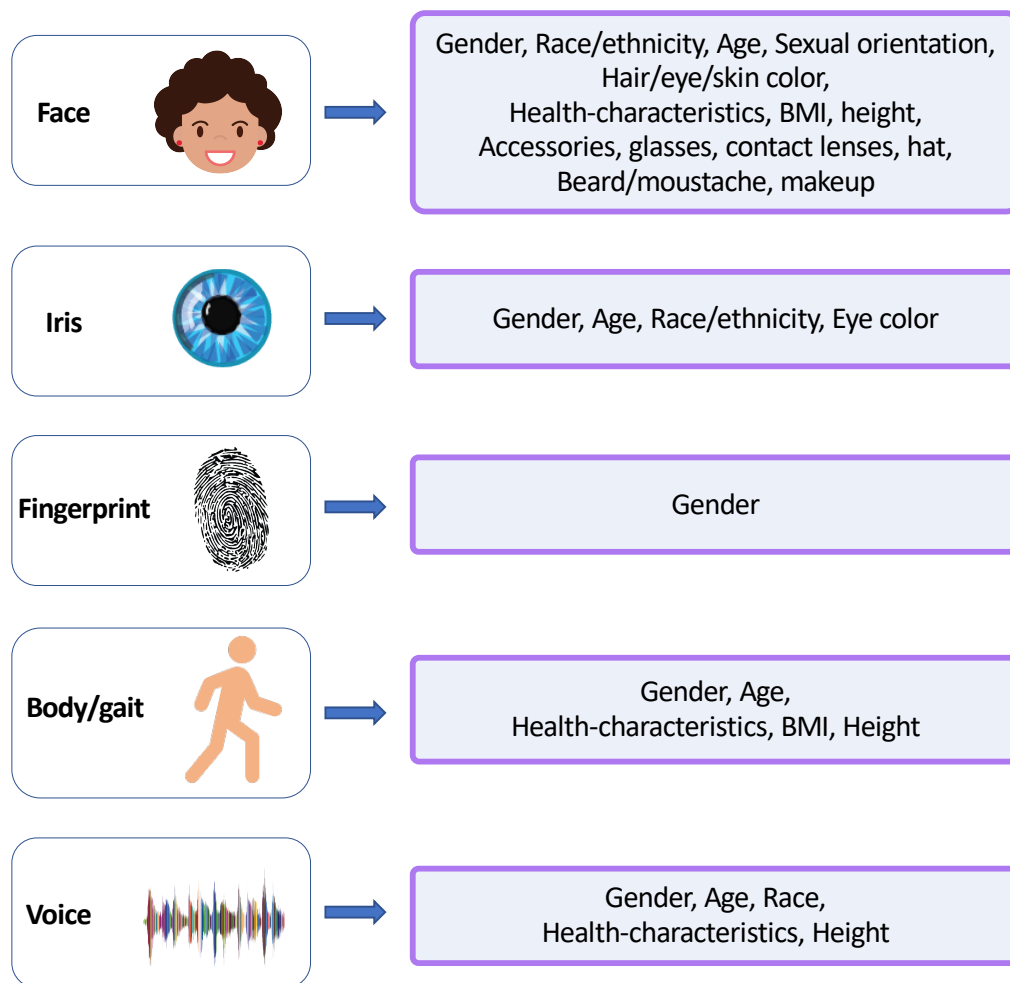 Face
Gender, Race/ethnicity, Age, Sexual orientation,
Hair/eye/skin color,
Health-characteristics, BMI, height,
Accessories, glasses, contact lenses, hat,
Beard/moustache, makeup
Iris
Gender, Age, Race/ethnicity, Eye color
Fingerprint
Gender
Body/gait
Gender, Age,
Health-characteristics, BMI, Height
Voice
Gender, Age, Race,
Health-characteristics, Height